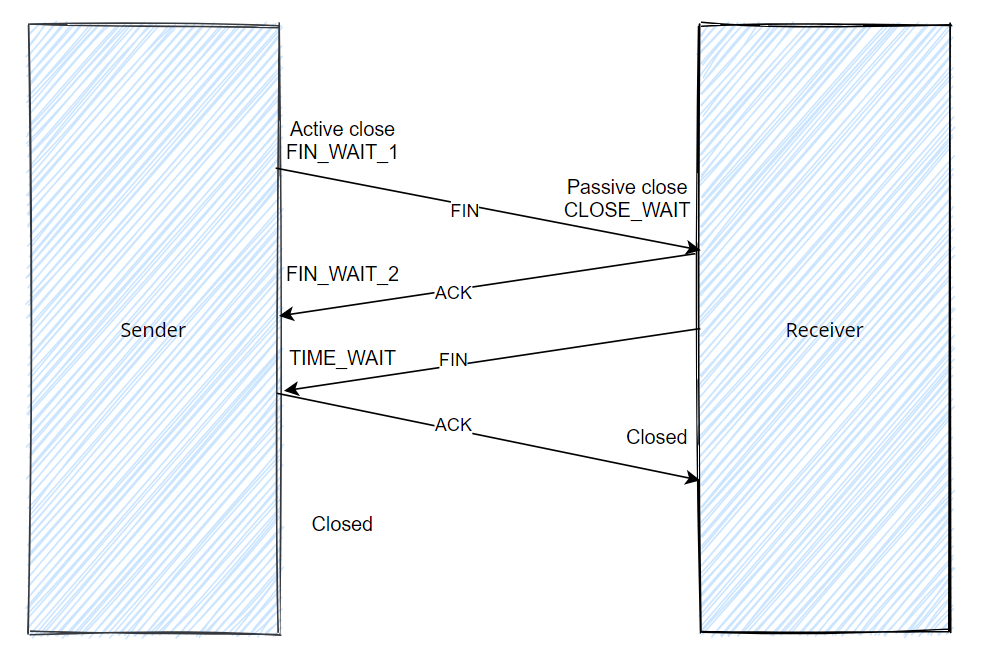 Active close
FIN_WAIT_1
Passive close
CLOSE_WAIT
FIN
FIN_WAIT_2
ACK
Sender
Receiver
TIME_WAIT
FIN
ACK
Closed
Closed